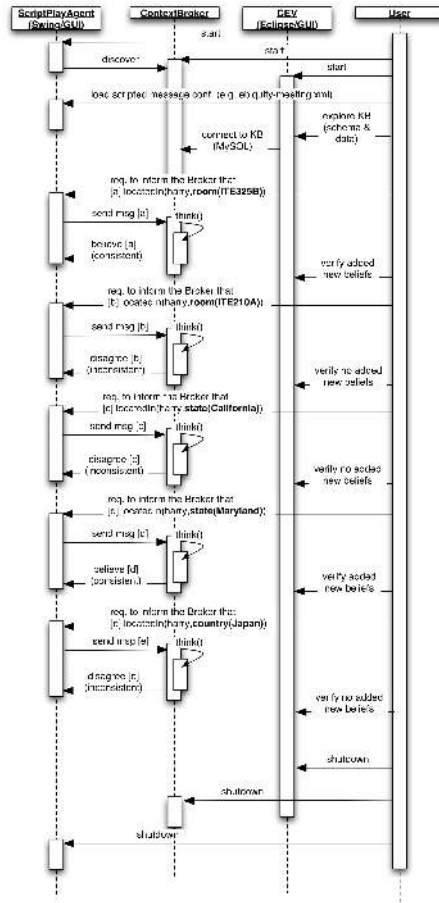 ScriptPlayAgent
(Swing/GUI)
ContextBroker
CDEV
(Eclipse/GUI)
User
start
start
discover
start
load scripted message conf. (e.g. ebiquity-meeting.xml)
explore KB
(schema &
data)
connect to KB
(MySQL)
req. to inform the Broker that
[a] locatedIn(harry,room(ITE325B))
send msg [a]
think()
believe [a]
(consistent)
verify added
new beliefs
req. to inform the Broker that
[b] locatedIn(harry,room(ITE210A)
send msg [b]
think()
disagree [b]
(inconsistent)
verify no added
new beliefs
req. to inform the Broker that
[c] locatedIn(harry,state(California))
send msg [c]
think()
disagree [c]
(inconsistent)
verify no added
new beliefs
req. to inform the Broker that
[d] locatedIn(harry,state(Maryland))
send msg [d]
think()
believe [d]
(consistent)
verify added
new beliefs
req. to inform the Broker that
[e] locatedIn(harry,country(Japan))
send msg [e]
think()
disagree [e]
(inconsistent)
verify no added
new beliefs
shutdown
shutdown
shutdown